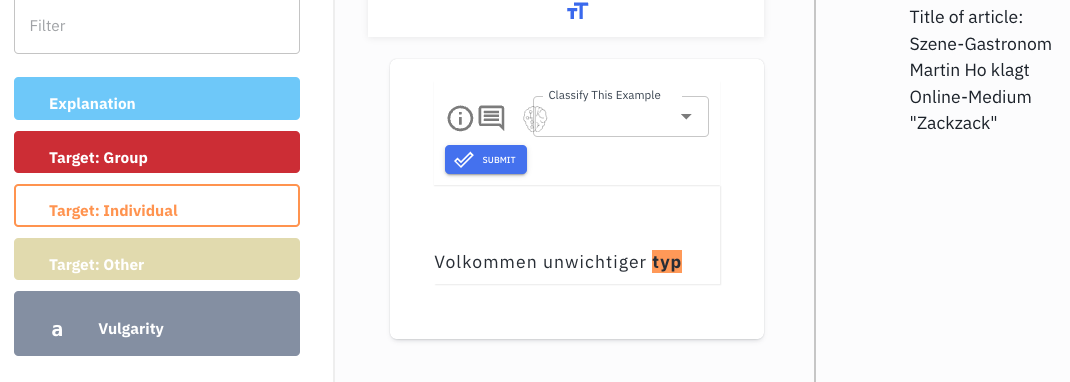 Filter
Explanation
Target: Group
Target: Individual
Target: Other
a Vulgarity
TT
Classify This Example
SUBMIT
Volkommen unwichtiger typ
Title of article:
Szene-Gastronom
Martin Ho klagt
Online-Medium
"Zackzack"